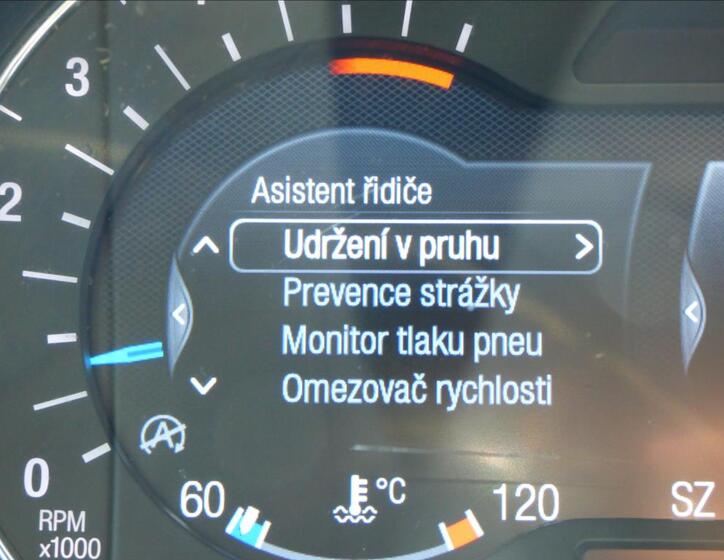 3
2
Asistent řidiče
Udržení v pruhu
Prevence strážky
Monitor tlaku pneu
Omezovač rychlosti
0
60 °C 120 SZ
RPM
x1000